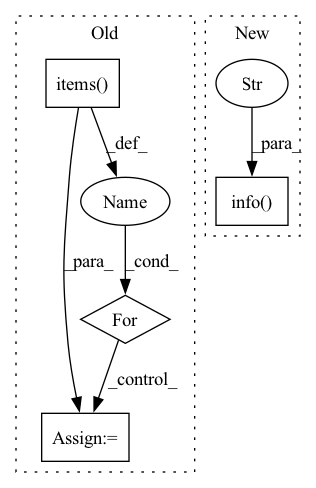 Old
New
items()
Str
_def_
_para_
Name
info()
_para_
_cond_
For
_control_
Assign:=